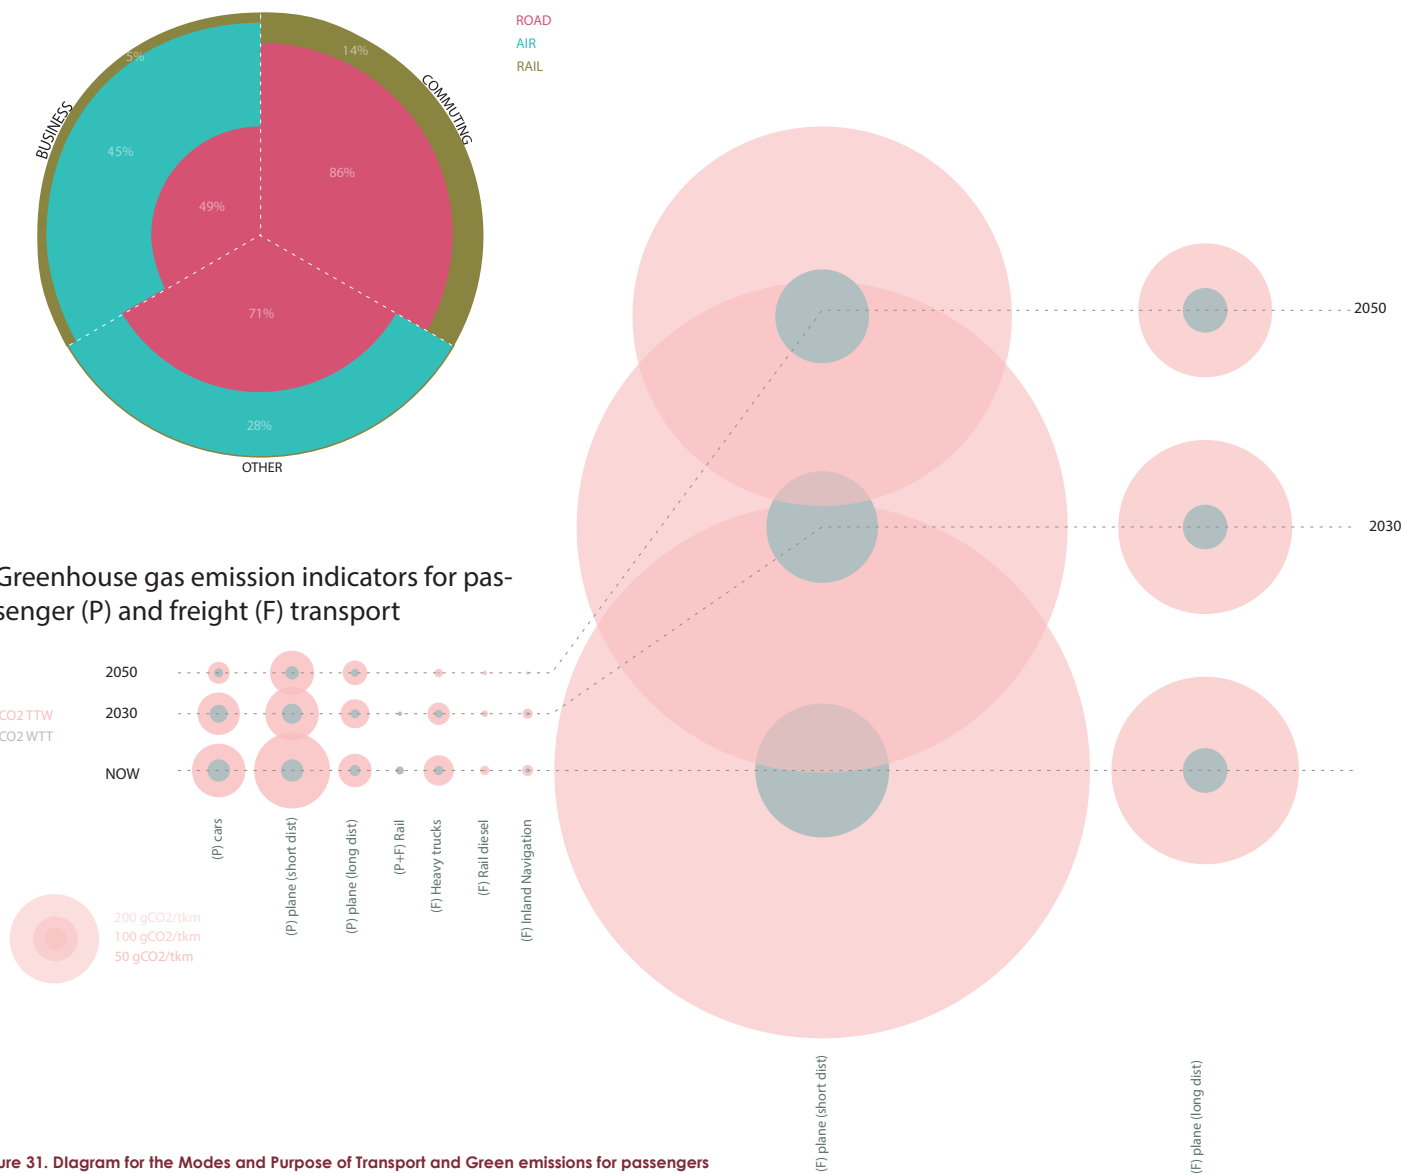 ROAD
AIR
RAIL
5%
14%
COMMUTING
BUSINESS
45%
86%
49%
71%
28%
OTHER
2050
2030
Greenhouse gas emission indicators for pas-
senger (P) and freight (F) transport
2050
2030
NOW
CO2 TTW
CO2 WTT
(P) cars
(P) plane (short dist)
(P) plane (long dist)
(P+F) Rail
(F) Heavy trucks
(F) Rail diesel
(F) Inland Navigation
200 gCO2/tkm
100 gCO2/tkm
50 gCO2/tkm
(F) plane (short dist)
(F) plane (long dist)
ure 31. DIagram for the Modes and Purpose of Transport and Green emissions for passengers